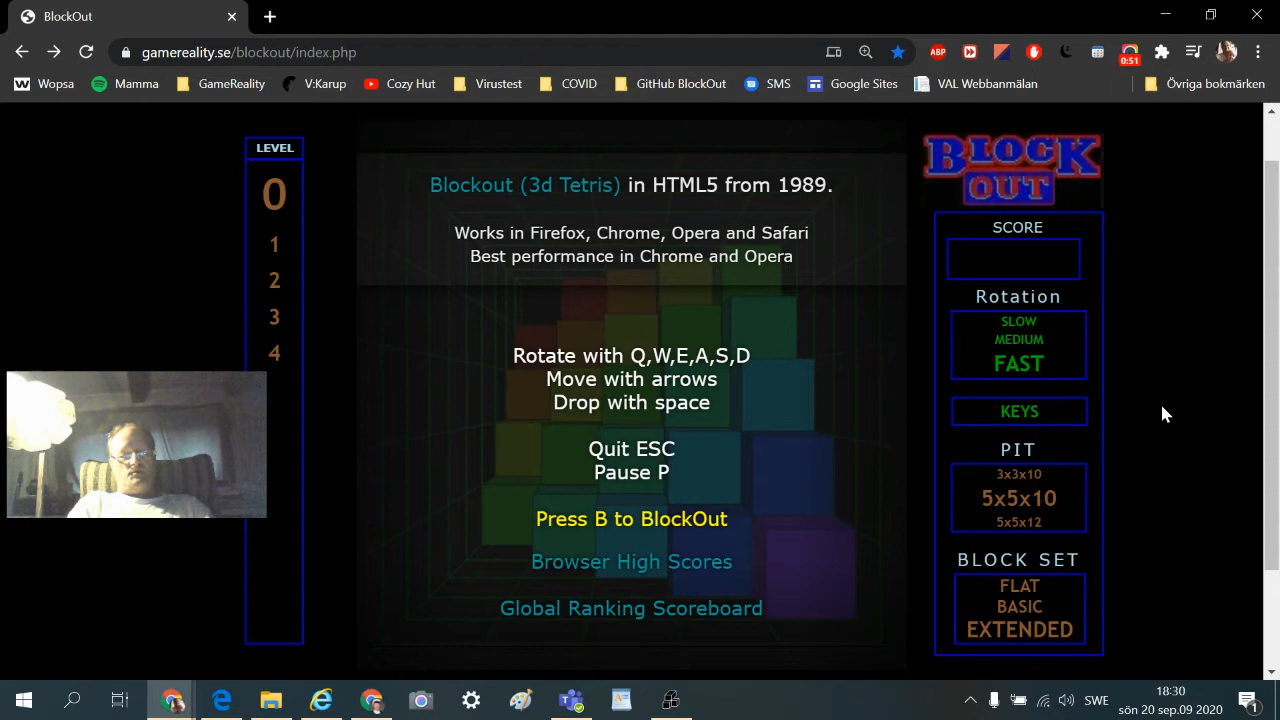 BlockOut
gamereality.se/blockout/index.php
ABP
0:51
Wopsa
Mamma
GameReality
V:Karup
Cozy Hut
Virustest
COVID
GitHub BlockOut
SMS
Google Sites
VAL Webbanmälan
Övriga bokmärken
LEVEL
0
1
2
3
4
Blockout (3d Tetris) in HTML5 from 1989.
Works in Firefox, Chrome, Opera and Safari
Best performance in Chrome and Opera
Rotate with Q,W,E,A,S,D
Move with arrows
Drop with space
Quit ESC
Pause P
Press B to BlockOut
Browser High Scores
Global Ranking Scoreboard
BLOCK
OUT
SCORE
Rotation
SLOW
MEDIUM
FAST
KEYS
PIT
3x3x10
5x5x10
5x5x12
BLOCK SET
FLAT
BASIC
EXTENDED
SWE
18:30
sön 20 sep.09 2020
1